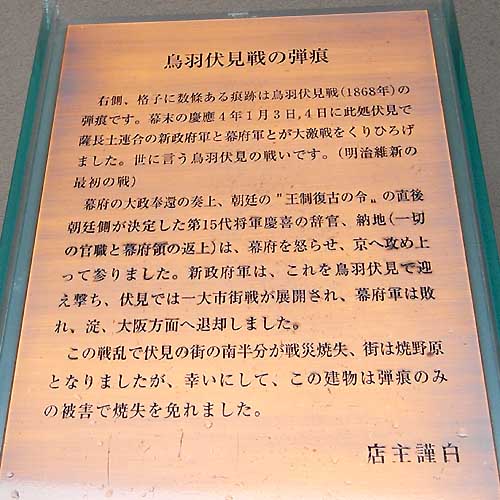 鳥羽伏見戦の弾痕
右側、格子に数條ある痕跡は鳥羽伏見戦(1868年)の
弾痕です。幕末の慶應4年1月3日,4日に此処伏見で
薩長土連合の新政府軍と幕府軍とが大激戦をくりひろげ
ました。世に言う鳥羽伏見の戦いです。(明治維新の
最初の戦)
幕府の大政奉還の奏上、朝廷の"王制復古の令〟の直後
朝廷側が決定した第15代将軍慶喜の辞官、納地(一切
の官職と幕府領の返上)は、幕府を怒らせ、京へ攻め上
って参りました。新政府軍は、これを鳥羽伏見で迎
え撃ち、伏見では一大市街戦が展開され、幕府軍は敗
れ、淀、大阪方面へ退却しました。
この戦乱で伏見の街の南半分が戦災焼失、街は焼野原
となりましたが、幸いにして、この建物は弾痕のみ
の被害で焼失を免れました。
店主謹白